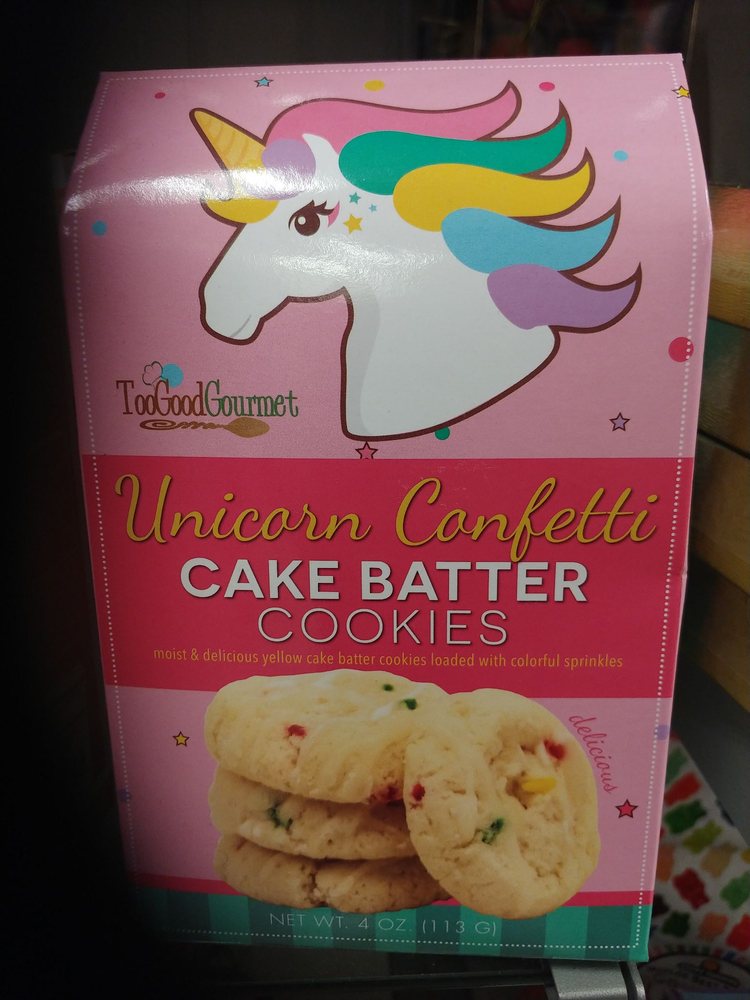 TooGoodGourmet
Unicorn Confetti
CAKE BATTER
COOKIES
moist & delicious yellow cake batter cookies loaded with colorful sprinkles
delicious
NET WT. 4 OZ. (113 G)